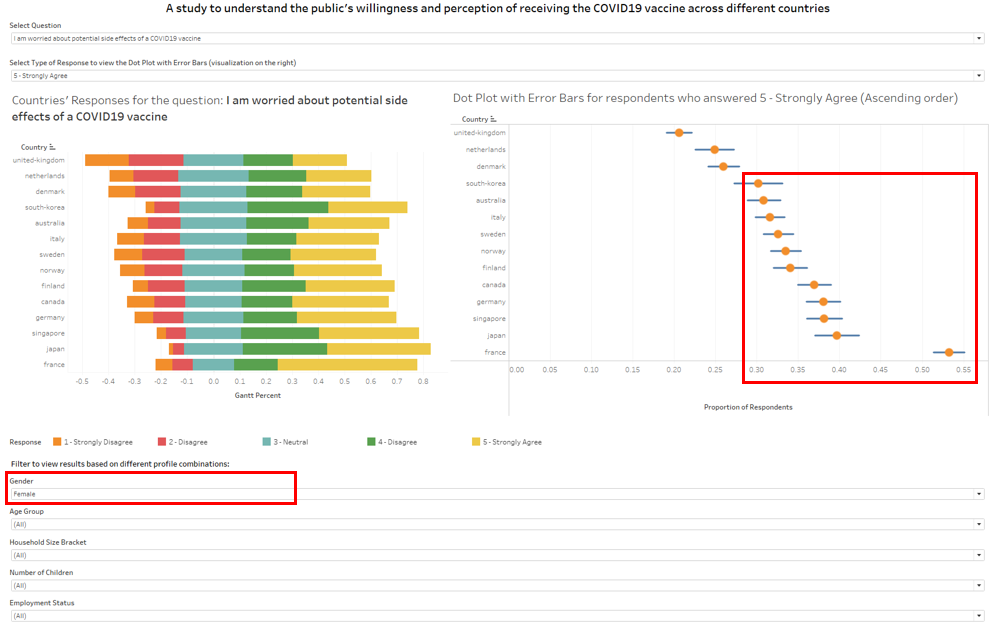 A study to understand the public's willingness and perception of receiving the COVID19 vaccine across different countries
Select Question
I am worried about potential side effects of a COVID19 vaccine
Select Type of Response to view the Dot Plot with Error Bars (visualization on the right)
5 - Strongly Agree
Countries' Responses for the question: I am worried about potential side
effects of a COVID19 vaccine
Country
united-kingdom
netherlands
denmark
south-korea
australia
italy
sweden
norway
finland
canada
germany
singapore
japan
france
-0.5 -0.4 -0.3 -0.2 -0.1 0.0 0.1 0.2 0.3 0.4 0.5 0.6 0.7 0.8
Gantt Percent
Dot Plot with Error Bars for respondents who answered 5 - Strongly Agree (Ascending order)
Country
united-kingdom
netherlands
denmark
south-korea
australia
italy
sweden
norway
finland
canada
germany
singapore
japan
france
0.00 0.05 0.10 0.15 0.20 0.25 0.30 0.35 0.40 0.45 0.50 0.55
Proportion of Respondents
Response 1 - Strongly Disagree 2 - Disagree 3 - Neutral 4 - Disagree 5 - Strongly Agree
Filter to view results based on different profile combinations:
Gender
Female
Age Group
(All)
Household Size Bracket
(All)
Number of Children
(All)
Employment Status
(All)